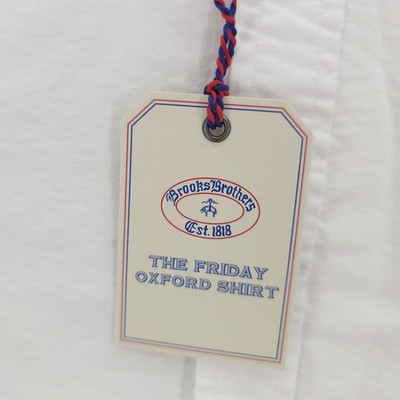 Brooks Brothers
Est. 1818
THE FRIDAY
OXFORD SHIRT